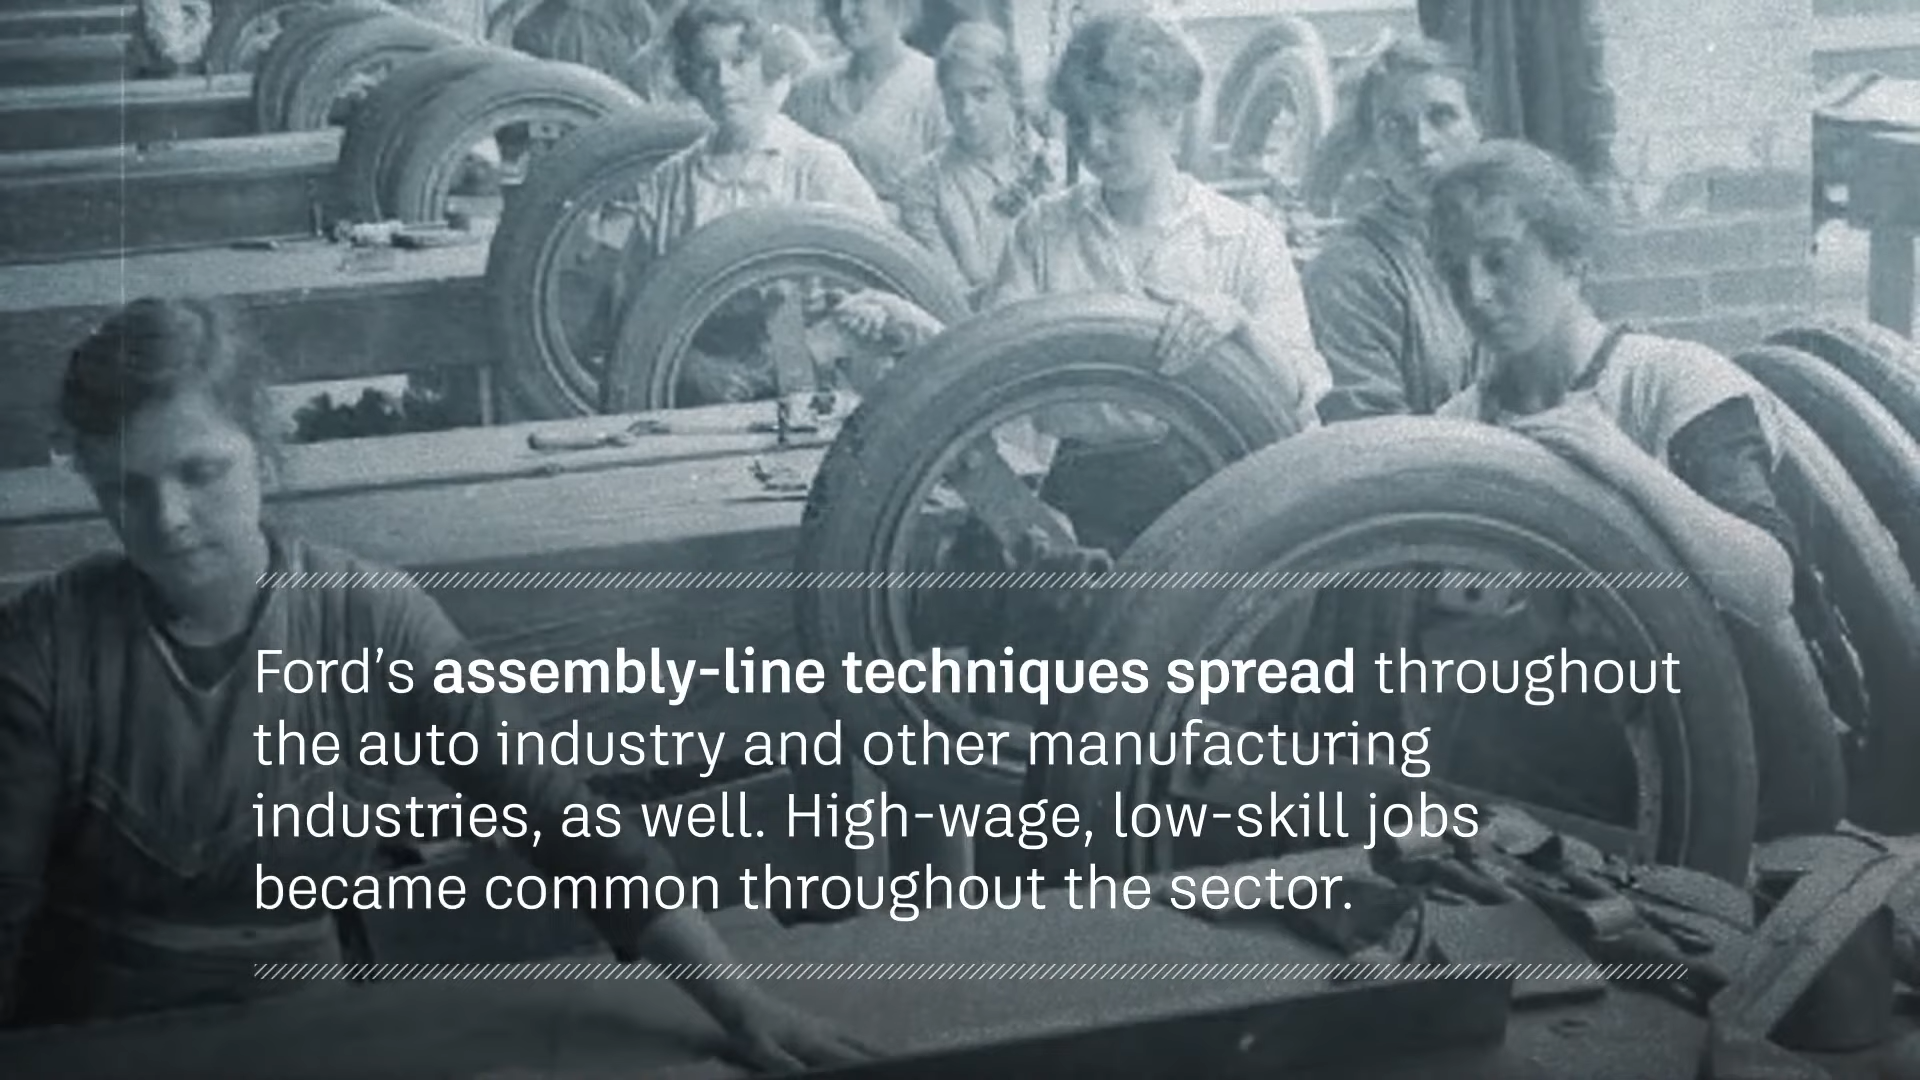 Ford’s assembly-line techniques spread throughout
the auto industry and other manufacturing
industries, as well. High-wage, low-skill jobs
became common throughout the sector.